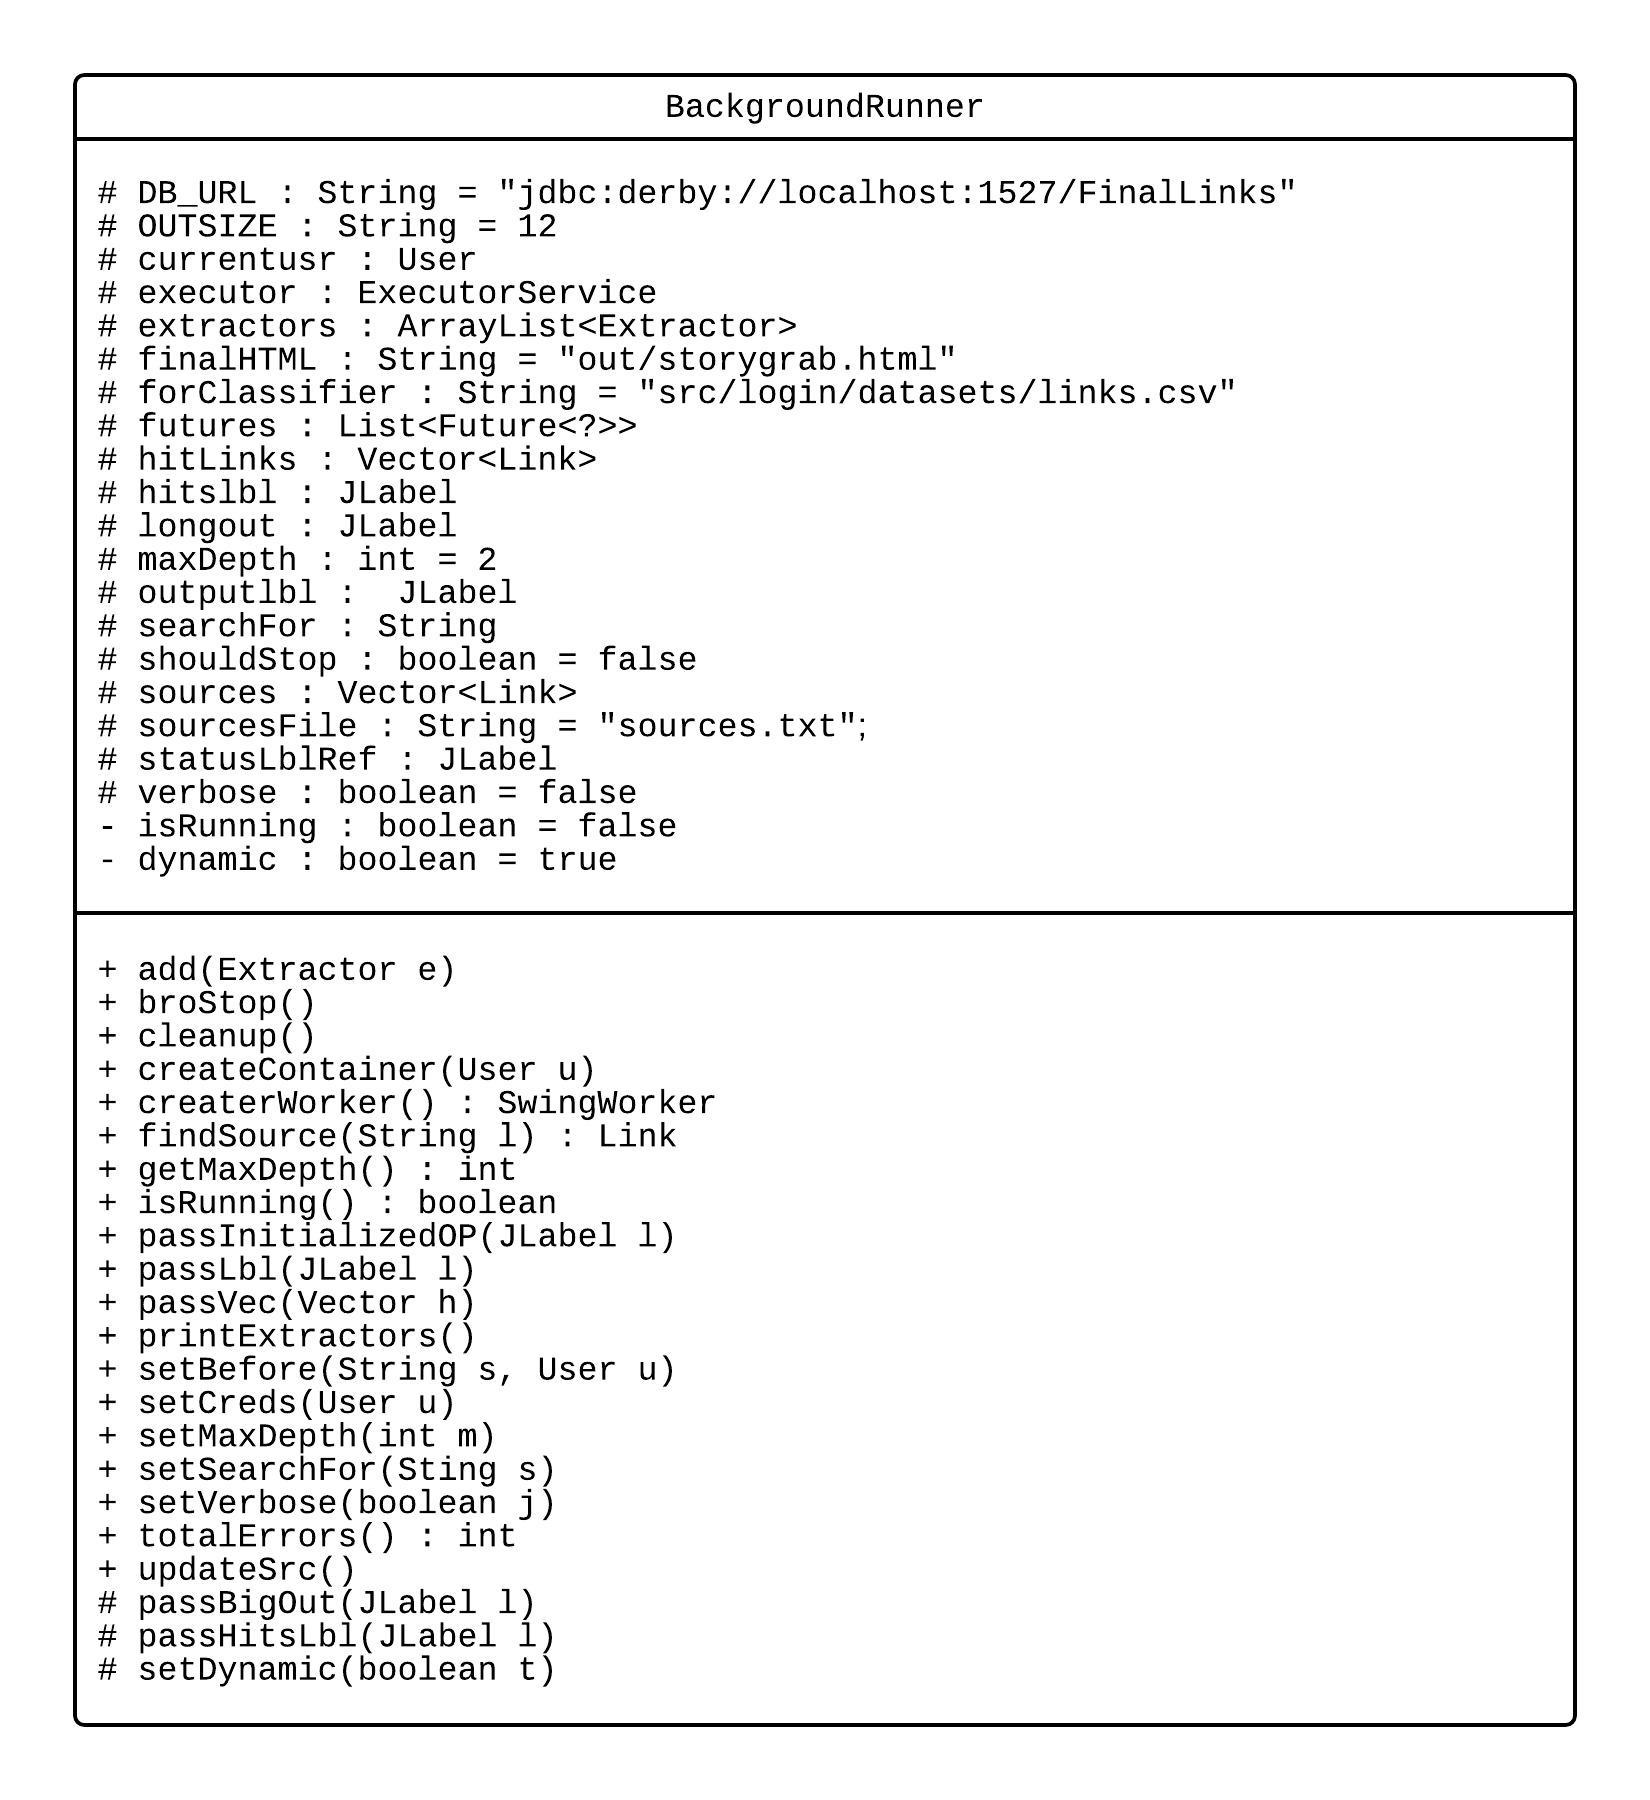 BackgroundRunner
# DB_URL : String = "jdbc:derby://localhost:1527/FinalLinks"
# OUTSIZE : String = 12
# currentusr : User
# executor : ExecutorService
# extractors : ArrayList<Extractor>
# finalHTML : String = "out/storygrab.html"
# forClassifier : String = "src/login/datasets/links.csv"
# futures : List<Future<?>>
# hitLinks : Vector<Link>
# hitslbl : JLabel
# longout : JLabel
# maxDepth : int = 2
# outputlbl :  JLabel
# searchFor : String
# shouldStop : boolean = false
# sources : Vector<Link>
# sourcesFile : String = "sources.txt";
# statusLblRef : JLabel
# verbose : boolean = false
- isRunning : boolean = false
- dynamic : boolean = true
+ add(Extractor e)
+ broStop()
+ cleanup()
+ createContainer(User u)
+ createrWorker() : SwingWorker
+ findSource(String l) : Link
+ getMaxDepth() : int
+ isRunning() : boolean
+ passInitializedOP(JLabel l)
+ passLbl(JLabel l)
+ passVec(Vector h)
+ printExtractors()
+ setBefore(String s, User u)
+ setCreds(User u)
+ setMaxDepth(int m)
+ setSearchFor(Sting s)
+ setVerbose(boolean j)
+ totalErrors() : int
+ updateSrc()
# passBigOut(JLabel l)
# passHitsLbl(JLabel l)
# setDynamic(boolean t)